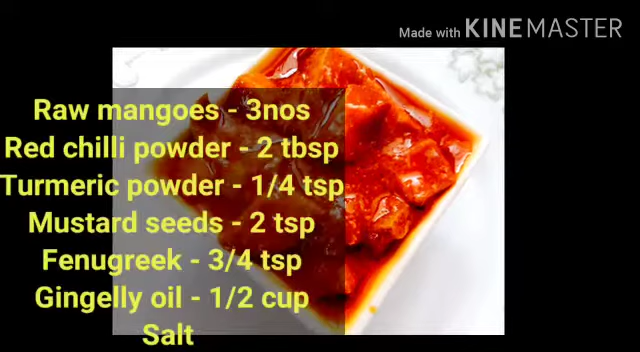 Made with KINEMASTER
Raw mangoes - 3nos
Red chilli powder - 2 tbsp
Turmeric powder - 1/4 tsp
Mustard seeds - 2 tsp
Fenugreek - 3/4 tsp
Gingelly oil - 1/2 cup
Salt